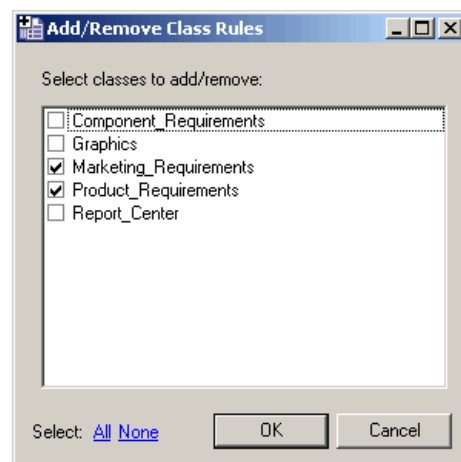 Add/Remove Class Rules
Select classes to add/remove:
Component_Requirements
Graphics
Marketing_Requirements
Product_Requirements
Report_Center
Select: All None OK Cancel